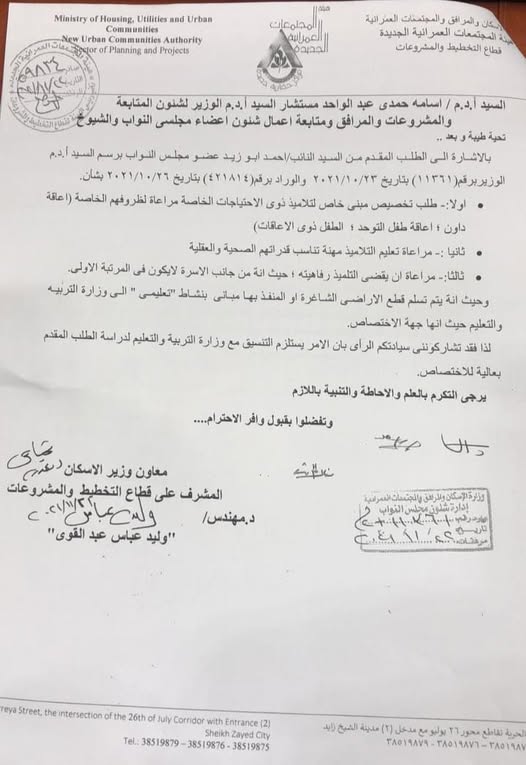 Ministry of Housing, Utilities and Urban
Communities
New Urban Communities Authority
Sector of Planning and Projects
هيئة
المجتمعات
العمرانية
الجديدة
الإسكان والمرافق والمجتمعات العمرانية
هيئة المجتمعات العمرانية الجديدة
قطاع التخطيط والمشروعات
السيد أ.د.م / اسامه حمدى عبد الواحد مستشار السيد أ.د.م الوزير لشئون المتابعة
والمشروعات والمرافق ومتابعة اعمال شئون اعضاء مجلسى النواب والشيوخ
تحية طيبة و بعد ..
بالاشارة الى الطلب المقدم من السيد النائب/احمد ابو زيد عضو مجلس النواب برسم السيد أ.د.م
الوزيربرقم(١١٣٦١) بتاريخ ٢٠٢١/١٠/٢٣ والوراد برقم(٤٢١٨١٤) بتاريخ ٢٠٢١/١٠/٢٦ بشأن.
• اولا:- طلب تخصيص مبنى خاص لتلاميذ ذوى الاحتياجات الخاصة مراعاة لظروفهم الخاصة (اعاقة
داون ؛ اعاقة طفل التوحد ؛ الطفل ذوى الاعاقات)
• ثانيا :- مراعاة تعليم التلاميذ مهنة تناسب قدراتهم الصحية والعقلية
• ثالثا:- مراعاة ان يقضى التلميذ رفاهيته ؛ حيث انة من جانب الاسرة لايكون فى المرتبة الاولى.
وحيث انة يتم تسلم قطع الاراضى الشاغرة او المنفذ بها مبانى بنشاط "تعليمى" الى وزارة التربيه
والتعليم حيث انها جهة الاختصاص.
لذا فقد تشاركوننى سيادتكم الرأى بان الامر يستلزم التنسيق مع وزارة التربية والتعليم لدراسة الطلب المقدم
بعالية للاختصاص.
يرجى التكرم بالعلم والاحاطة والتنبية باللازم
وتفضلوا بقبول وافر الاحترام....
معاون وزير الاسكان
المشرف على قطاع التخطيط والمشروعات
د.مهندس/ وليد عباس
"وليد عباس عبد القوى"
وزارة الإسكان والمرافق والمجتمعات العمرانية
إدارة شئون مجلس النواب
تاريخ
مرفقات
reya Street, the intersection of the 26th of July Corridor with Entrance (2)
Sheikh Zayed City
Tel.: 38519879 – 38519876 - 38519875
الحرية تقاطع محور ٢٦ يوليو مع مدخل (٢) مدينة الشيخ زايد
٣٨٥١٩٨٧٩ - ٣٨٥١٩٨٧٦ - ٣٨٥١٩٨٧